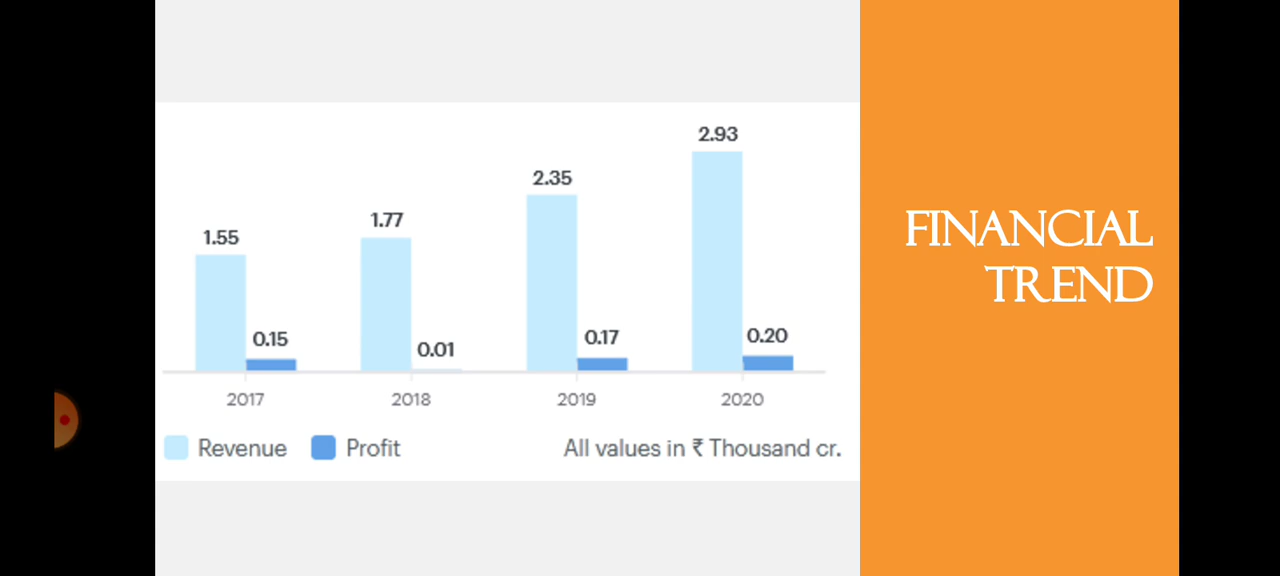 2.93
2.35
1.77
1.55
0.15
0.01
0.17
0.20
2017 2018 2019 2020
Revenue Profit All values in ₹ Thousand cr.
FINANCIAL
TREND